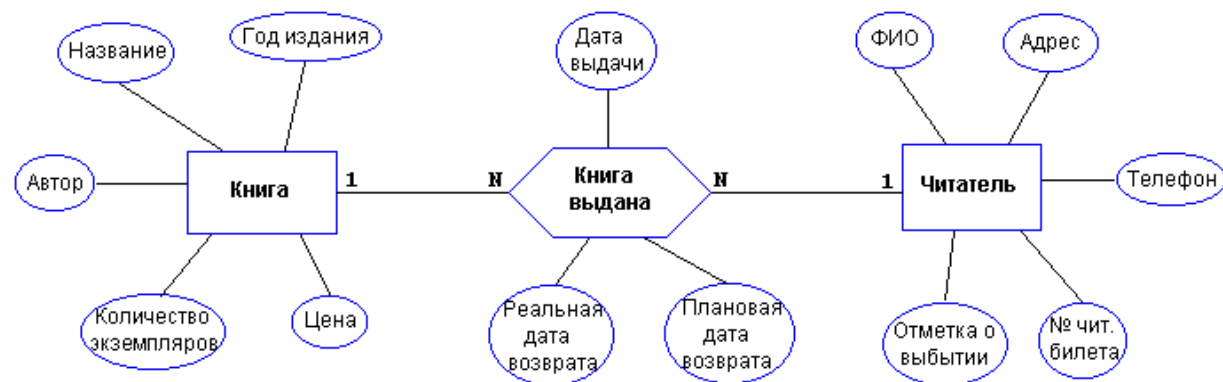 Название
Год издания
Дата
выдачи
ФИО
Адрес
Автор
Книга
1
N
Книга
выдана
N
1
Читатель
Телефон
Количество
экземпляров
Цена
Реальная
дата
возврата
Плановая
дата
возврата
Отметка о
выбытии
№ чит.
билета